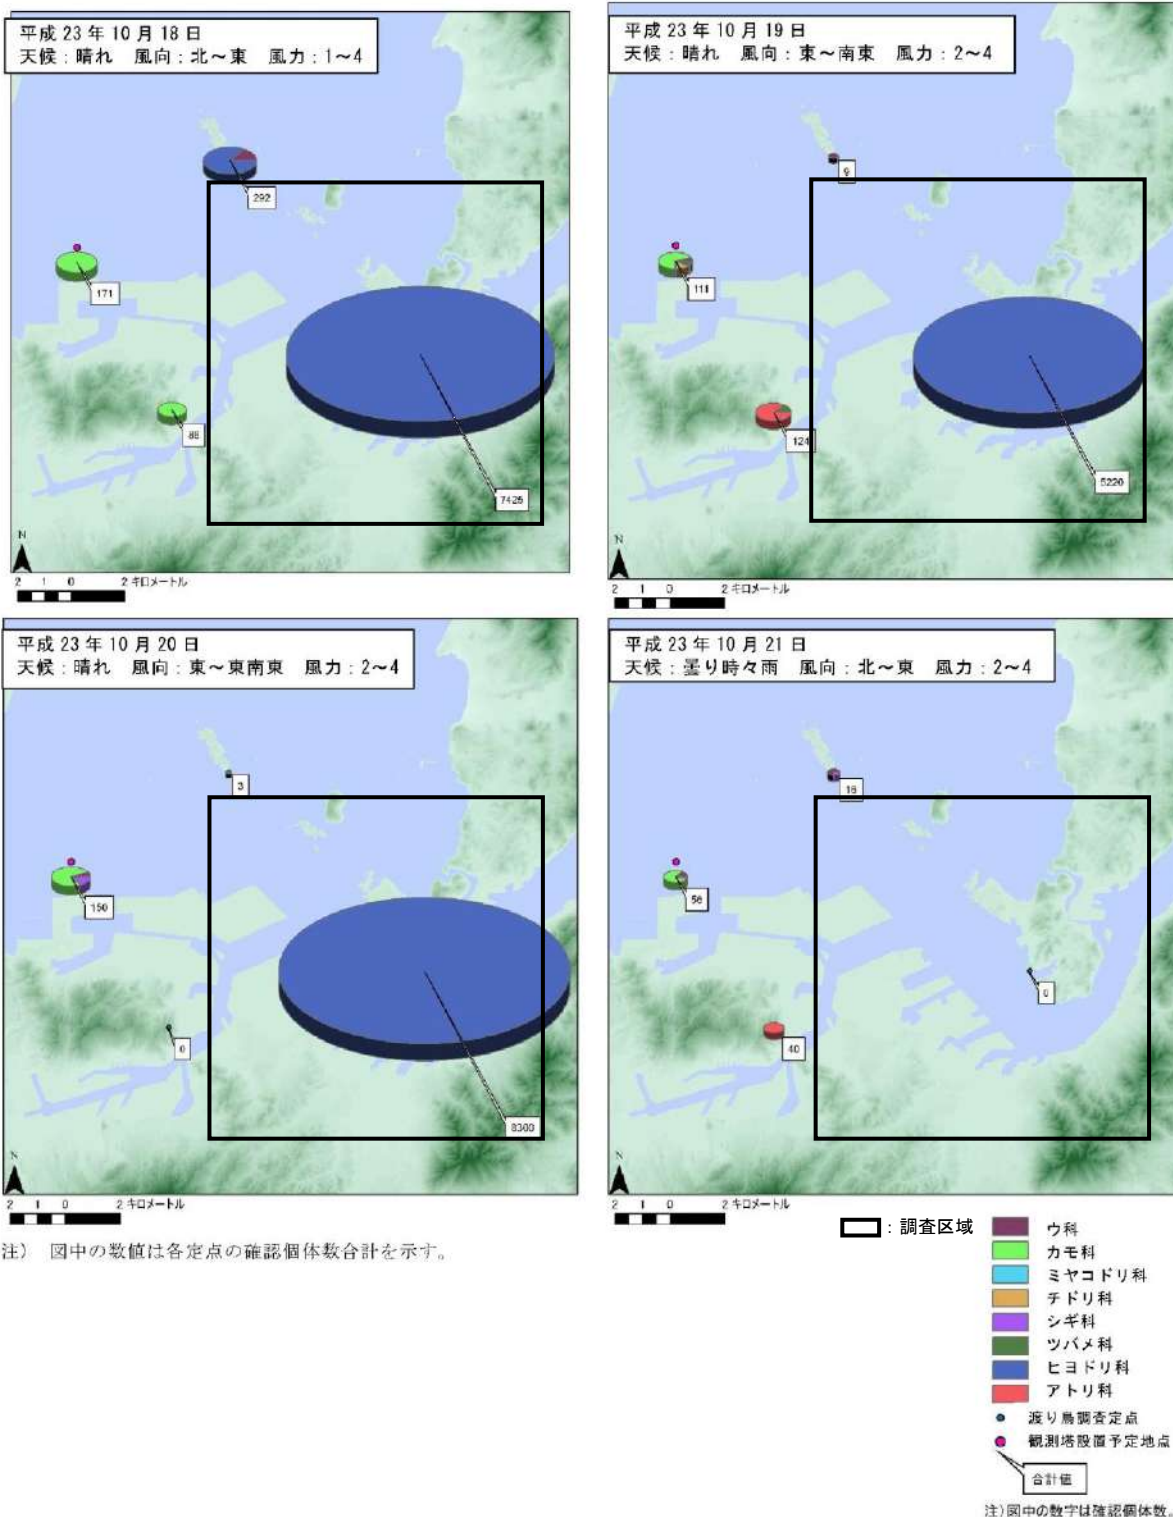 平成 23 年 10 月 18 日
天候：晴れ　風向：北～東　風力：1～4
292
171
86
7425
N
2 1 0 2 キロメートル
平成 23 年 10 月 19 日
天候：晴れ　風向：東～南東　風力：2～4
9
111
124
5220
N
2 1 0 2 キロメートル
平成 23 年 10 月 20 日
天候：晴れ　風向：東～東南東　風力：2～4
3
150
0
8300
N
2 1 0 2 キロメートル
平成 23 年 10 月 21 日
天候：曇り時々雨　風向：北～東　風力：2～4
16
56
0
40
N
2 1 0 2 キロメートル
注）　図中の数値は各定点の確認個体数合計を示す。
：調査区域
ウ科
カモ科
ミヤコドリ科
チドリ科
シギ科
ツバメ科
ヒヨドリ科
アトリ科
渡り鳥調査定点
観測塔設置予定地点
合計値
注)図中の数字は確認個体数。